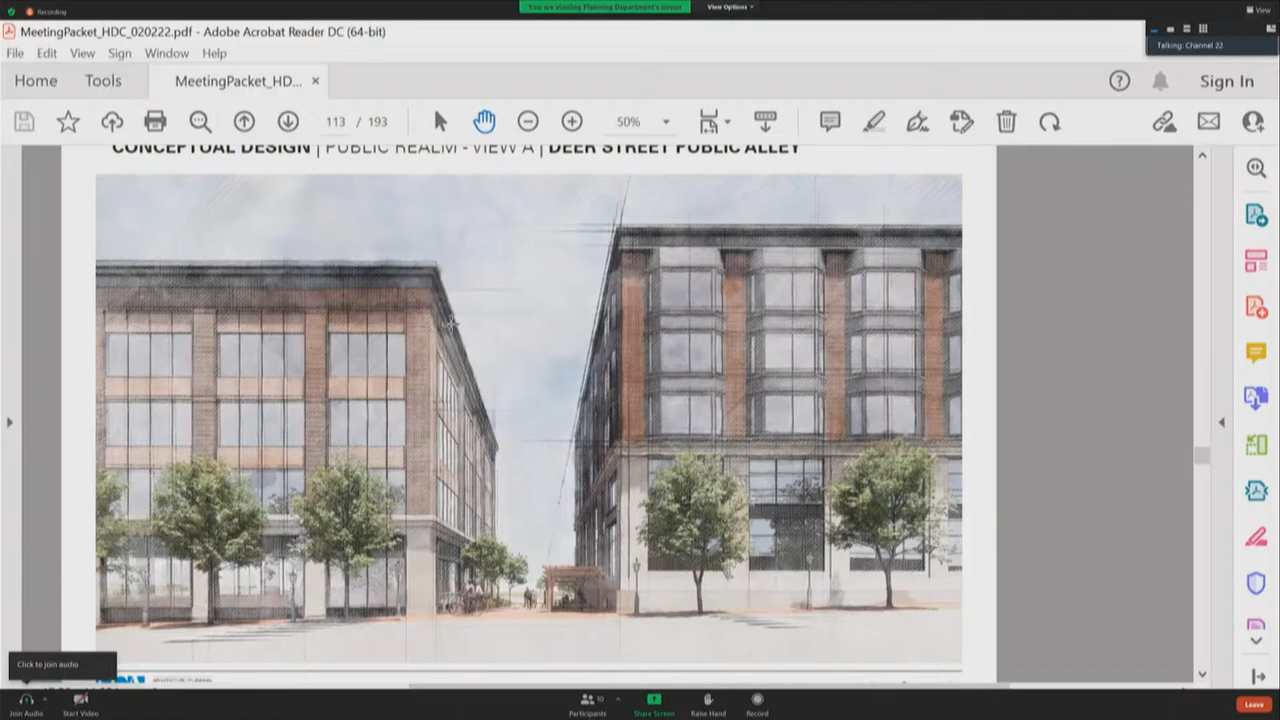 Recording
You are viewing Planning Department's screen
View Options
View
MeetingPacket_HDC_020222.pdf - Adobe Acrobat Reader DC (64-bit)
Talking: Channel 22
File Edit View Sign Window Help
Home Tools MeetingPacket_HD... × Sign In
113 / 193 50%
CONCEPTUAL DESIGN | PUBLIC REALM - VIEW A | DEER STREET PUBLIC ALLEY
Click to join audio
Join Audio Start Video Participants 10 Share Screen Raise Hand Record Leave